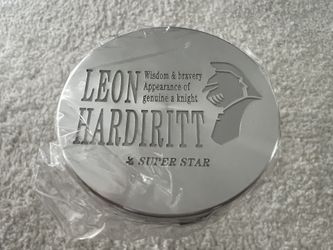 LEON
Wisdom & bravery
Appearance of
genuine a knight
HARDIRITT
SUPER STAR